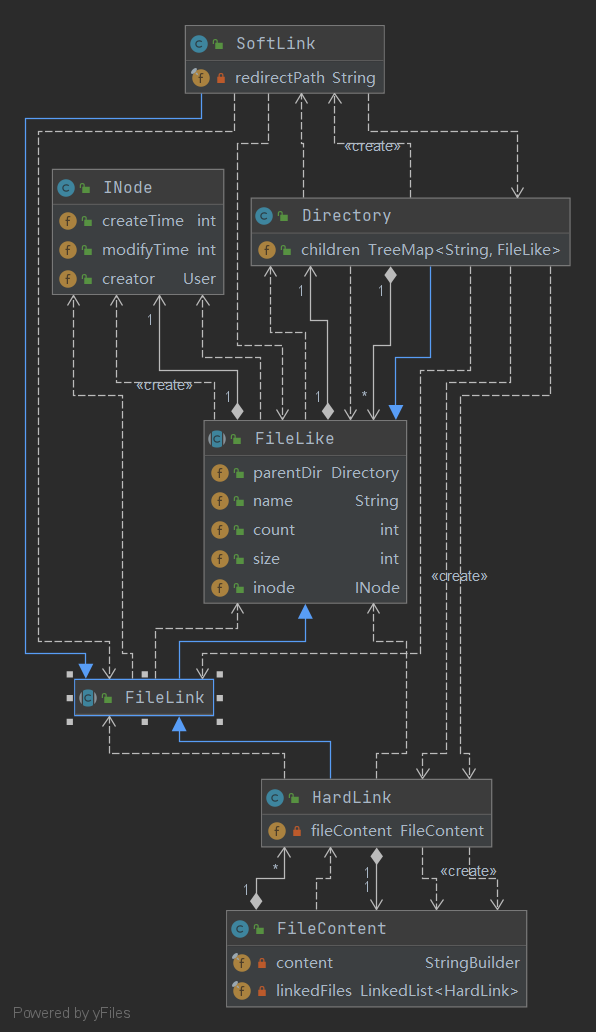 SoftLink
redirectPath String
«create»
INode
createTime int
modifyTime int
creator User
Directory
children TreeMap<String, FileLike>
1
1
1
«create»
1
1
*
FileLike
parentDir Directory
name String
count int
size int
inode INode
«create»
FileLink
HardLink
fileContent FileContent
*
1
«create»
1
1
FileContent
content StringBuilder
linkedFiles LinkedList<HardLink>
Powered by yFiles